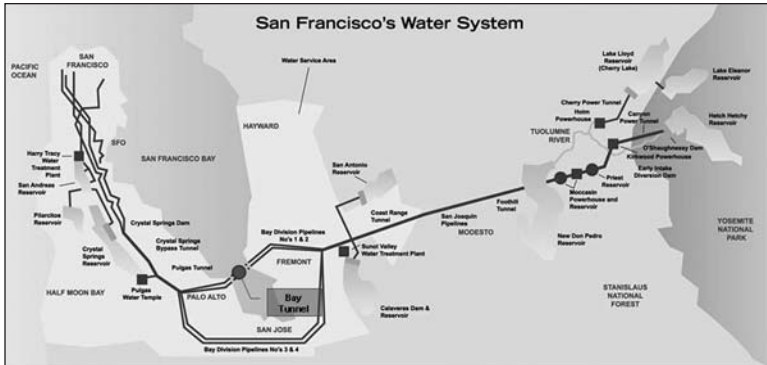 San Francisco's Water System
PACIFIC
OCEAN
SAN
FRANCISCO
Water Service Area
Lake Lloyd
Reservoir
(Cherry Lake)
Lake Eleanor
Reservoir
Cherry Power Tunnel
Holm
Powerhouse
Canyon
Power Tunnel
Hetch Hetchy
Reservoir
HAYWARD
TUOLUMNE
RIVER
O'Shaughnessy Dam
Kirkwood Powerhouse
SFO
Harry Tracy
Water
Treatment
Plant
SAN FRANCISCO BAY
San Antonio
Reservoir
Early Intake
Diversion Dam
Priest
Reservoir
San Andreas
Reservoir
Moccasin
Powerhouse
and Reservoir
Foothill
Tunnel
Pilarcitos
Reservoir
Crystal Springs Dam
Coast Range
Tunnel
San Joaquin
Pipelines
Bay Division Pipelines
No's 1 & 2
MODESTO
YOSEMITE
NATIONAL
PARK
Crystal Springs
Bypass Tunnel
New Don Pedro
Reservoir
Crystal
Springs
Reservoir
Pulgas Tunnel
FREMONT
Sunol Valley
Water Treatment Plant
Pulgas
Water Temple
HALF MOON BAY
PALO ALTO
Bay
Tunnel
STANISLAUS
NATIONAL
FOREST
Calaveras Dam &
Reservoir
SAN JOSE
Bay Division Pipelines No's 3 & 4